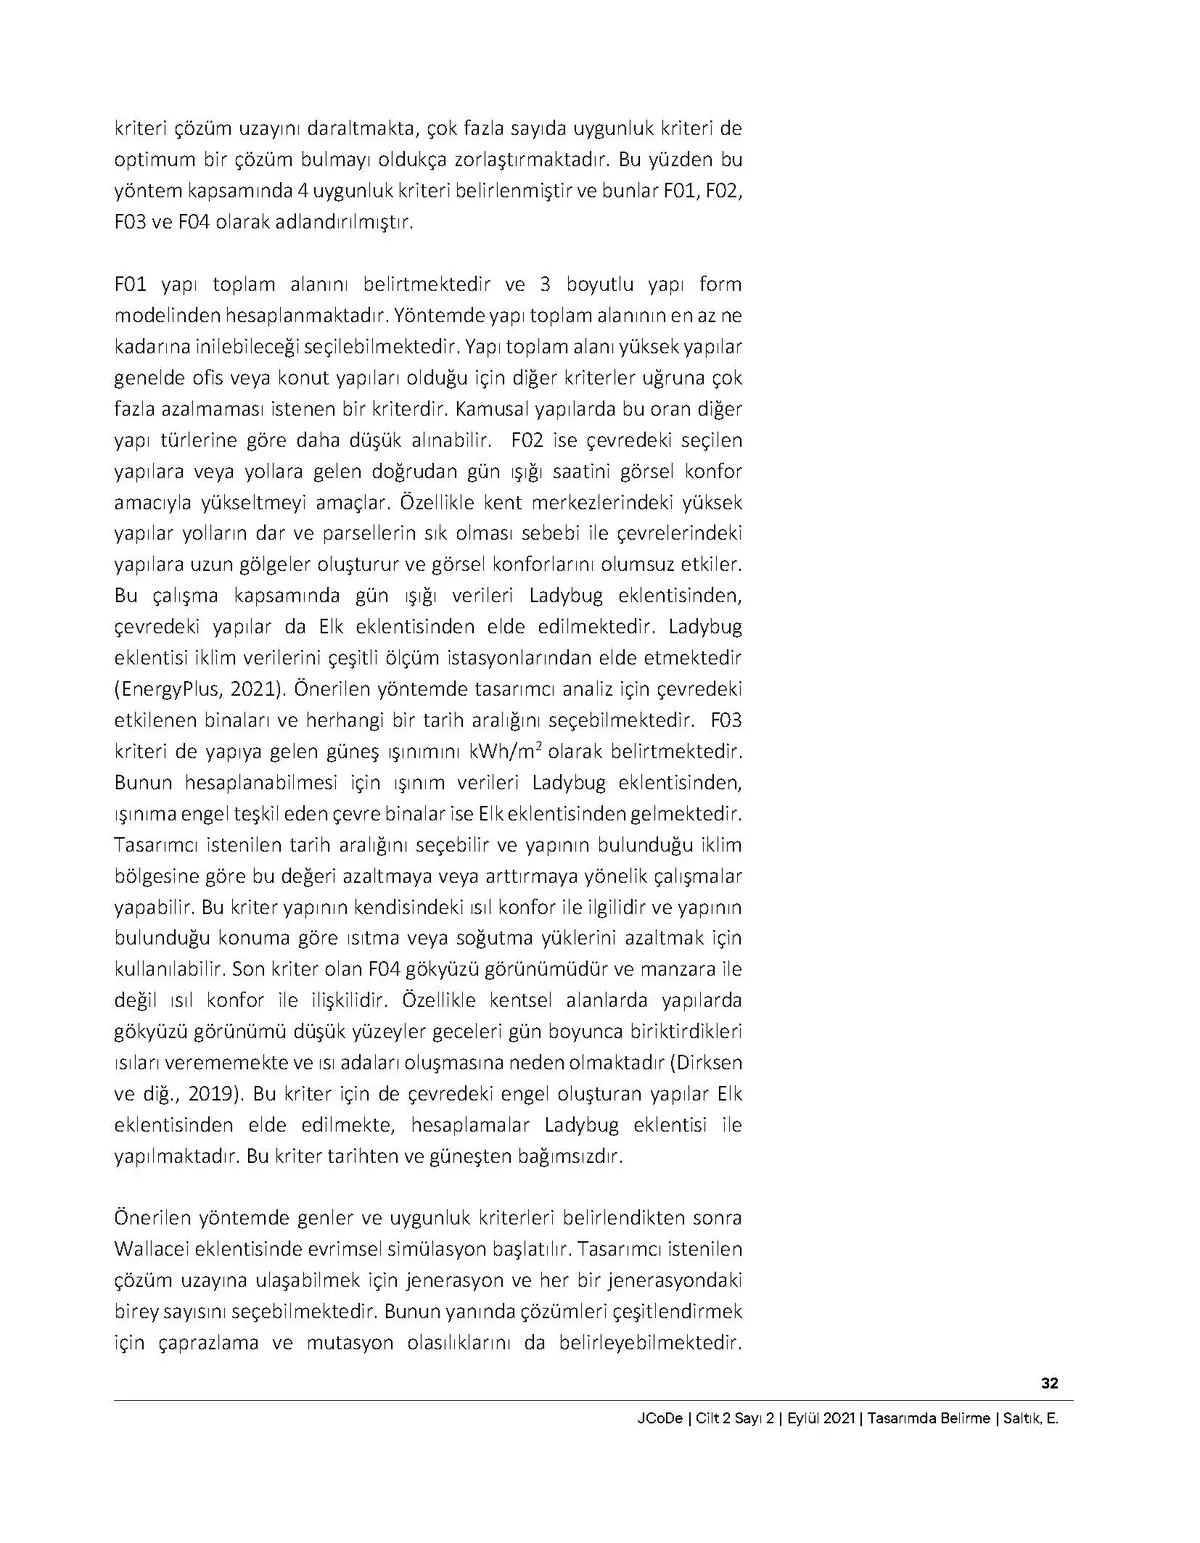 kriteri çözüm uzayını daraltmakta, çok fazla sayıda uygunluk kriteri de
optimum bir çözüm bulmayı oldukça zorlaştırmaktadır. Bu yüzden bu
yöntem kapsamında 4 uygunluk kriteri belirlenmiştir ve bunlar F01, F02,
F03 ve F04 olarak adlandırılmıştır.
F01 yapı toplam alanını belirtmektedir ve 3 boyutlu yapı form
modelinden hesaplanmaktadır. Yöntemde yapı toplam alanının en az ne
kadarına inilebileceği seçilebilmektedir. Yapı toplam alanı yüksek yapılar
genelde ofis veya konut yapıları olduğu için diğer kriterler uğruna çok
fazla azalmaması istenen bir kriterdir. Kamusal yapılarda bu oran diğer
yapı türlerine göre daha düşük alınabilir. F02 ise çevredeki seçilen
yapılara veya yollara gelen doğrudan gün ışığı saatini görsel konfor
amacıyla yükseltmeyi amaçlar. Özellikle kent merkezlerindeki yüksek
yapılar yolların dar ve parsellerin sık olması sebebi ile çevrelerindeki
yapılara uzun gölgeler oluşturur ve görsel konforlarını olumsuz etkiler.
Bu çalışma kapsamında gün ışığı verileri Ladybug eklentisinden,
çevredeki yapılar da Elk eklentisinden elde edilmektedir. Ladybug
eklentisi iklim verilerini çeşitli ölçüm istasyonlarından elde etmektedir
(EnergyPlus, 2021). Önerilen yöntemde tasarımcı analiz için çevredeki
etkilenen binaları ve herhangi bir tarih aralığını seçebilmektedir. F03
kriteri de yapıya gelen güneş ışınımını kWh/m² olarak belirtmektedir.
Bunun hesaplanabilmesi için ışınım verileri Ladybug eklentisinden,
ışınıma engel teşkil eden çevre binalar ise Elk eklentisinden gelmektedir.
Tasarımcı istenilen tarih aralığını seçebilir ve yapının bulunduğu iklim
bölgesine göre bu değeri azaltmaya veya arttırmaya yönelik çalışmalar
yapabilir. Bu kriter yapının kendisindeki ısıl konfor ile ilgilidir ve yapının
bulunduğu konuma göre ısıtma veya soğutma yüklerini azaltmak için
kullanılabilir. Son kriter olan F04 gökyüzü görünümüdür ve manzara ile
değil ısıl konfor ile ilişkilidir. Özellikle kentsel alanlarda yapılarda
gökyüzü görünümü düşük yüzeyler geceleri gün boyunca biriktirdikleri
ısıları verememekte ve ısı adaları oluşmasına neden olmaktadır (Dirksen
ve diğ., 2019). Bu kriter için de çevredeki engel oluşturan yapılar Elk
eklentisinden elde edilmekte, hesaplamalar Ladybug eklentisi ile
yapılmaktadır. Bu kriter tarihten ve güneşten bağımsızdır.
Önerilen yöntemde genler ve uygunluk kriterleri belirlendikten sonra
Wallacei eklentisinde evrimsel simülasyon başlatılır. Tasarımcı istenilen
çözüm uzayına ulaşabilmek için jenerasyon ve her bir jenerasyondaki
birey sayısını seçebilmektedir. Bunun yanında çözümleri çeşitlendirmek
için çaprazlama ve mutasyon olasılıklarını da belirleyebilmektedir.
32
JCoDe | Cilt 2 Sayı 2 | Eylül 2021 | Tasarımda Belirme | Saltık, E.